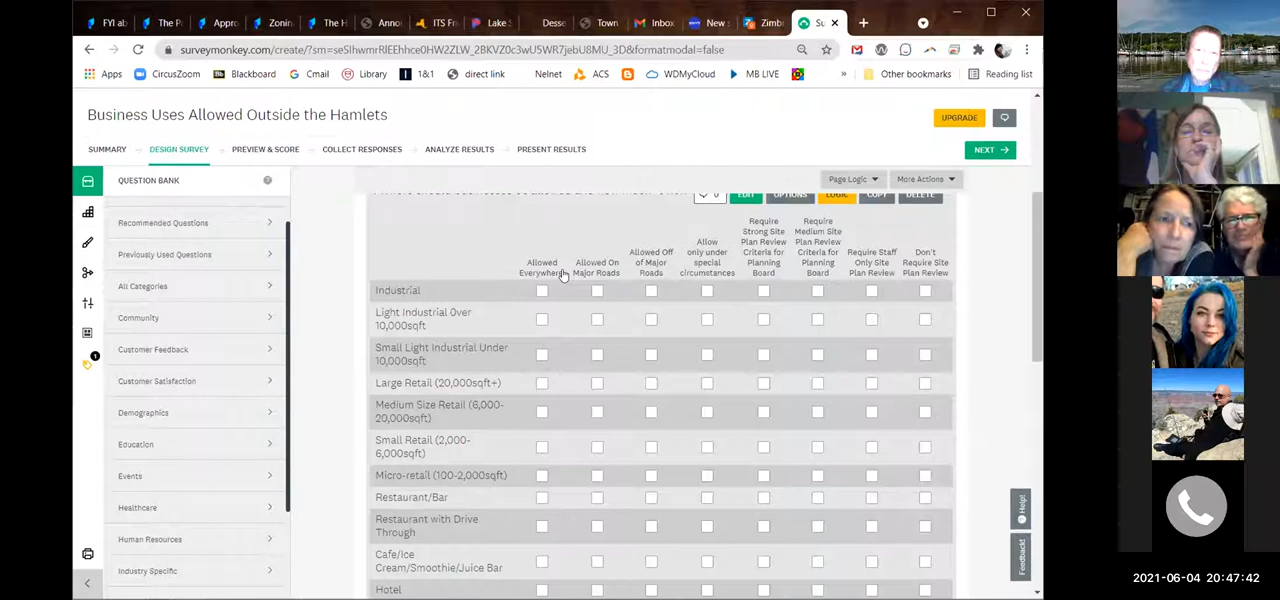 FYI ab
The P
Appro
Zonin
The H
Anno
ITS Fr
Lake
Desse
Town
Inbox
New
Zimb
Su
surveymonkey.com/create/?sm=
&formatmodal=false
Apps
CircusZoom
Blackboard
Gmail
Library
1&1
direct link
Nelnet
ACS
WDMyCloud
MB LIVE
»
Other bookmarks
Reading list
Business Uses Allowed Outside the Hamlets
UPGRADE
SUMMARY
DESIGN SURVEY
PREVIEW & SCORE
COLLECT RESPONSES
ANALYZE RESULTS
PRESENT RESULTS
NEXT
QUESTION BANK
Page Logic
More Actions
EDIT
OPTIONS
LOGIC
COPY
DELETE
Recommended Questions
Previously Used Questions
All Categories
Community
Customer Feedback
1
Customer Satisfaction
Demographics
Education
Events
Healthcare
Human Resources
Industry Specific
Allowed
Everywhere
Allowed On
Major Roads
Allowed Off
of Major
Roads
Allow
only under
special
circumstances
Require
Strong Site
Plan Review
Criteria for
Planning
Board
Require
Medium Site
Plan Review
Criteria for
Planning
Board
Require Staff
Only Site
Plan Review
Don't
Require Site
Plan Review
Industrial
Light Industrial Over
10,000sqft
Small Light Industrial Under
10,000sqft
Large Retail (20,000sqft+)
Medium Size Retail (6,000-
20,000sqft)
Small Retail (2,000-
6,000sqft)
Micro-retail (100-2,000sqft)
Restaurant/Bar
Restaurant with Drive
Through
Cafe/Ice
Cream/Smoothie/Juice Bar
Hotel
Help!
Feedback!
2021-06-04 20:47:42